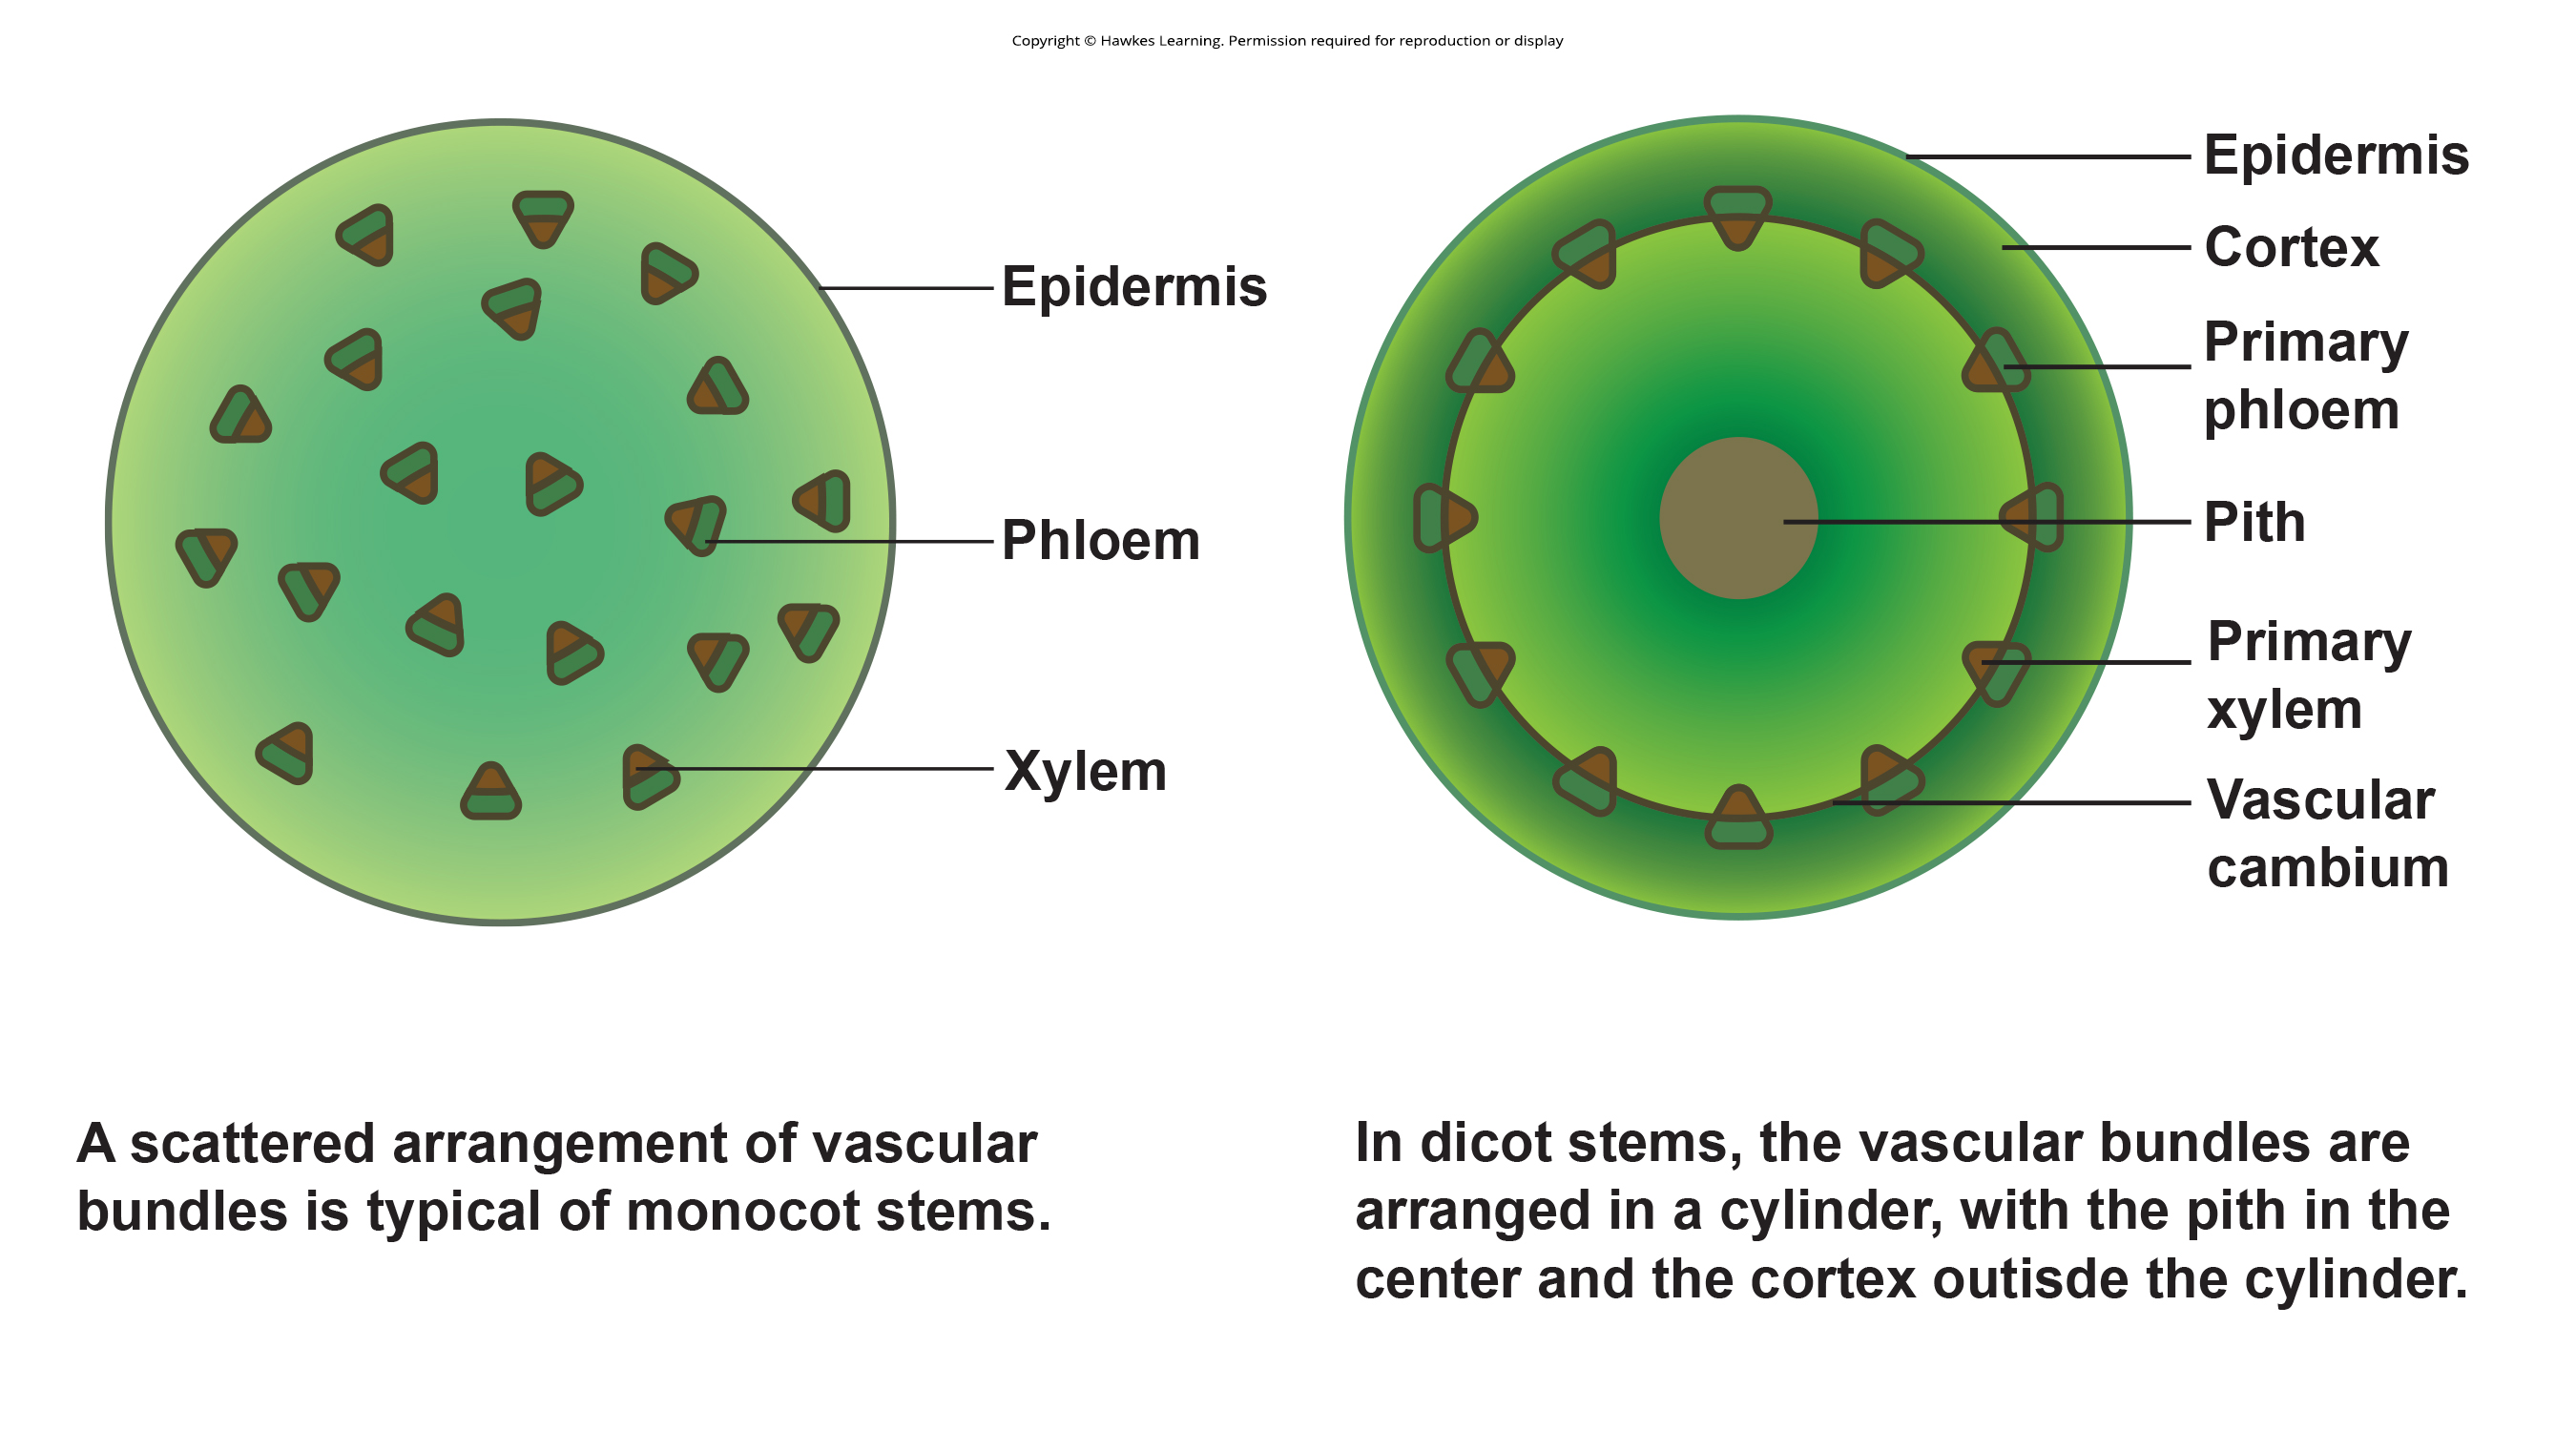 Copyright © Hawkes Learning. Permission required for reproduction or display
Epidermis
Phloem
Xylem
A scattered arrangement of vascular
bundles is typical of monocot stems.
Epidermis
Cortex
Primary
phloem
Pith
Primary
xylem
Vascular
cambium
In dicot stems, the vascular bundles are
arranged in a cylinder, with the pith in the
center and the cortex outisde the cylinder.